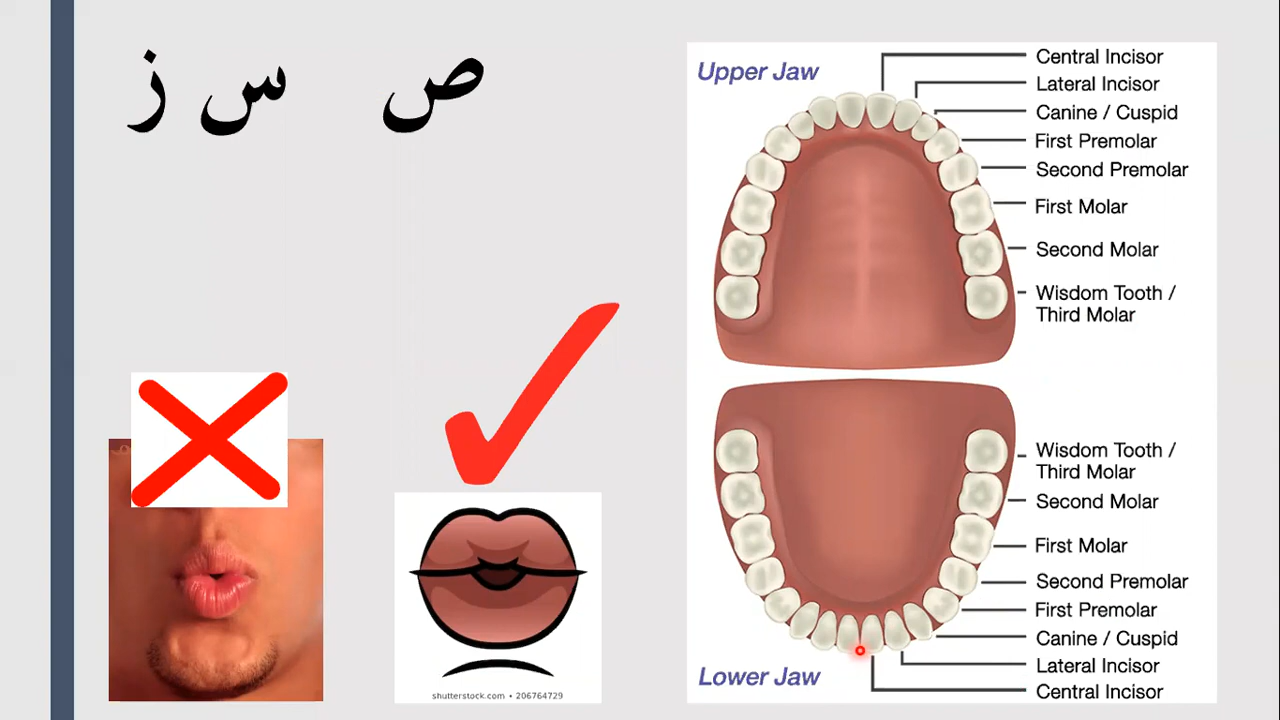 ص س ز
Upper Jaw
Central Incisor
Lateral Incisor
Canine / Cuspid
First Premolar
Second Premolar
First Molar
Second Molar
Wisdom Tooth /
Third Molar
Wisdom Tooth /
Third Molar
Second Molar
First Molar
Second Premolar
First Premolar
Canine / Cuspid
Lateral Incisor
Central Incisor
Lower Jaw
shutterstock.com • 206764729